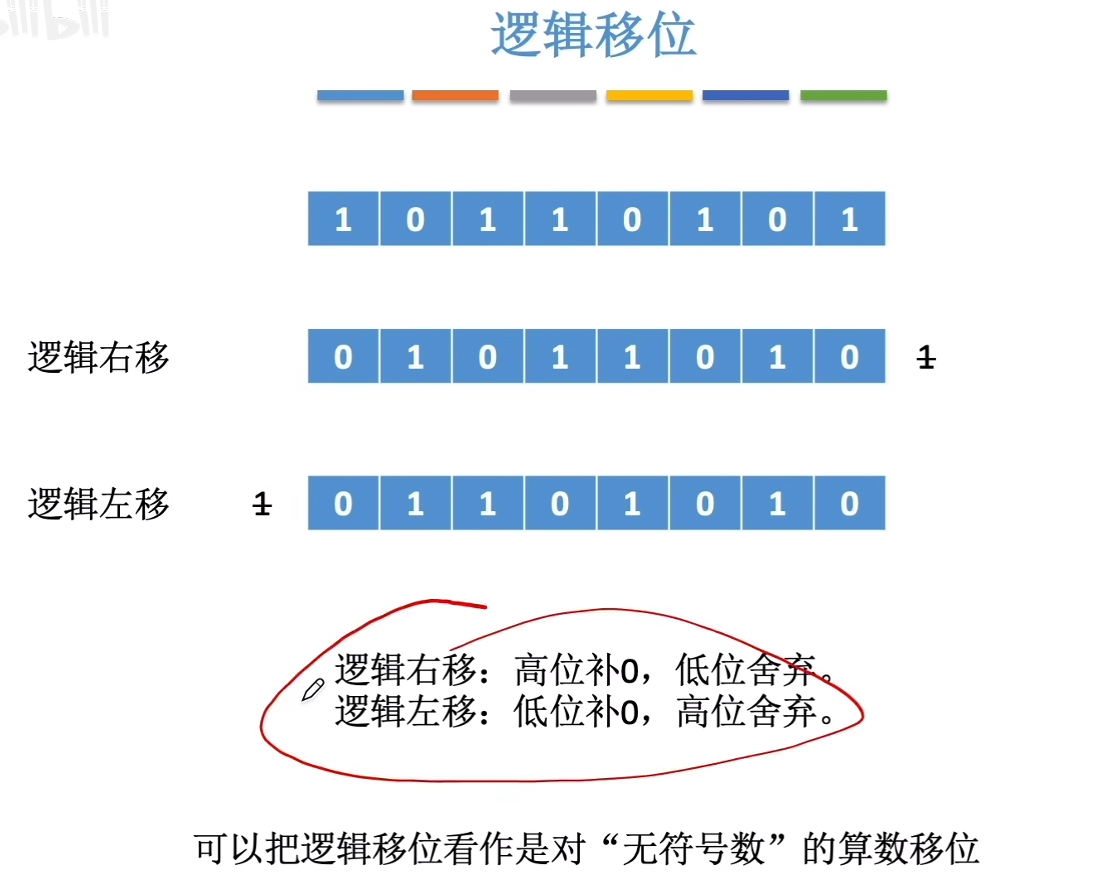 逻辑移位
1 0 1 1 0 1 0 1
逻辑右移 0 1 0 1 1 0 1 0 1
逻辑左移 1 0 1 1 0 1 0 1 0
逻辑右移：高位补0，低位舍弃。
逻辑左移：低位补0，高位舍弃。
可以把逻辑移位看作是对“无符号数”的算数移位